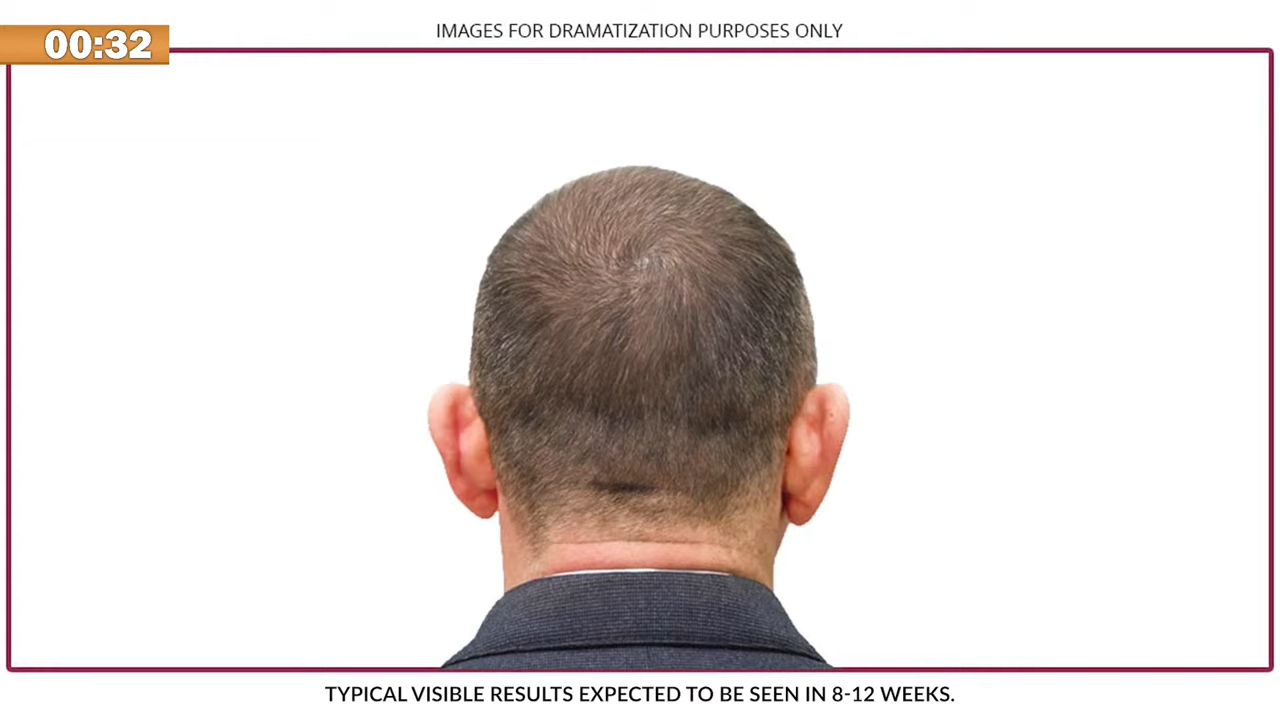 IMAGES FOR DRAMATIZATION PURPOSES ONLY
00:32
TYPICAL VISIBLE RESULTS EXPECTED TO BE SEEN IN 8-12 WEEKS.